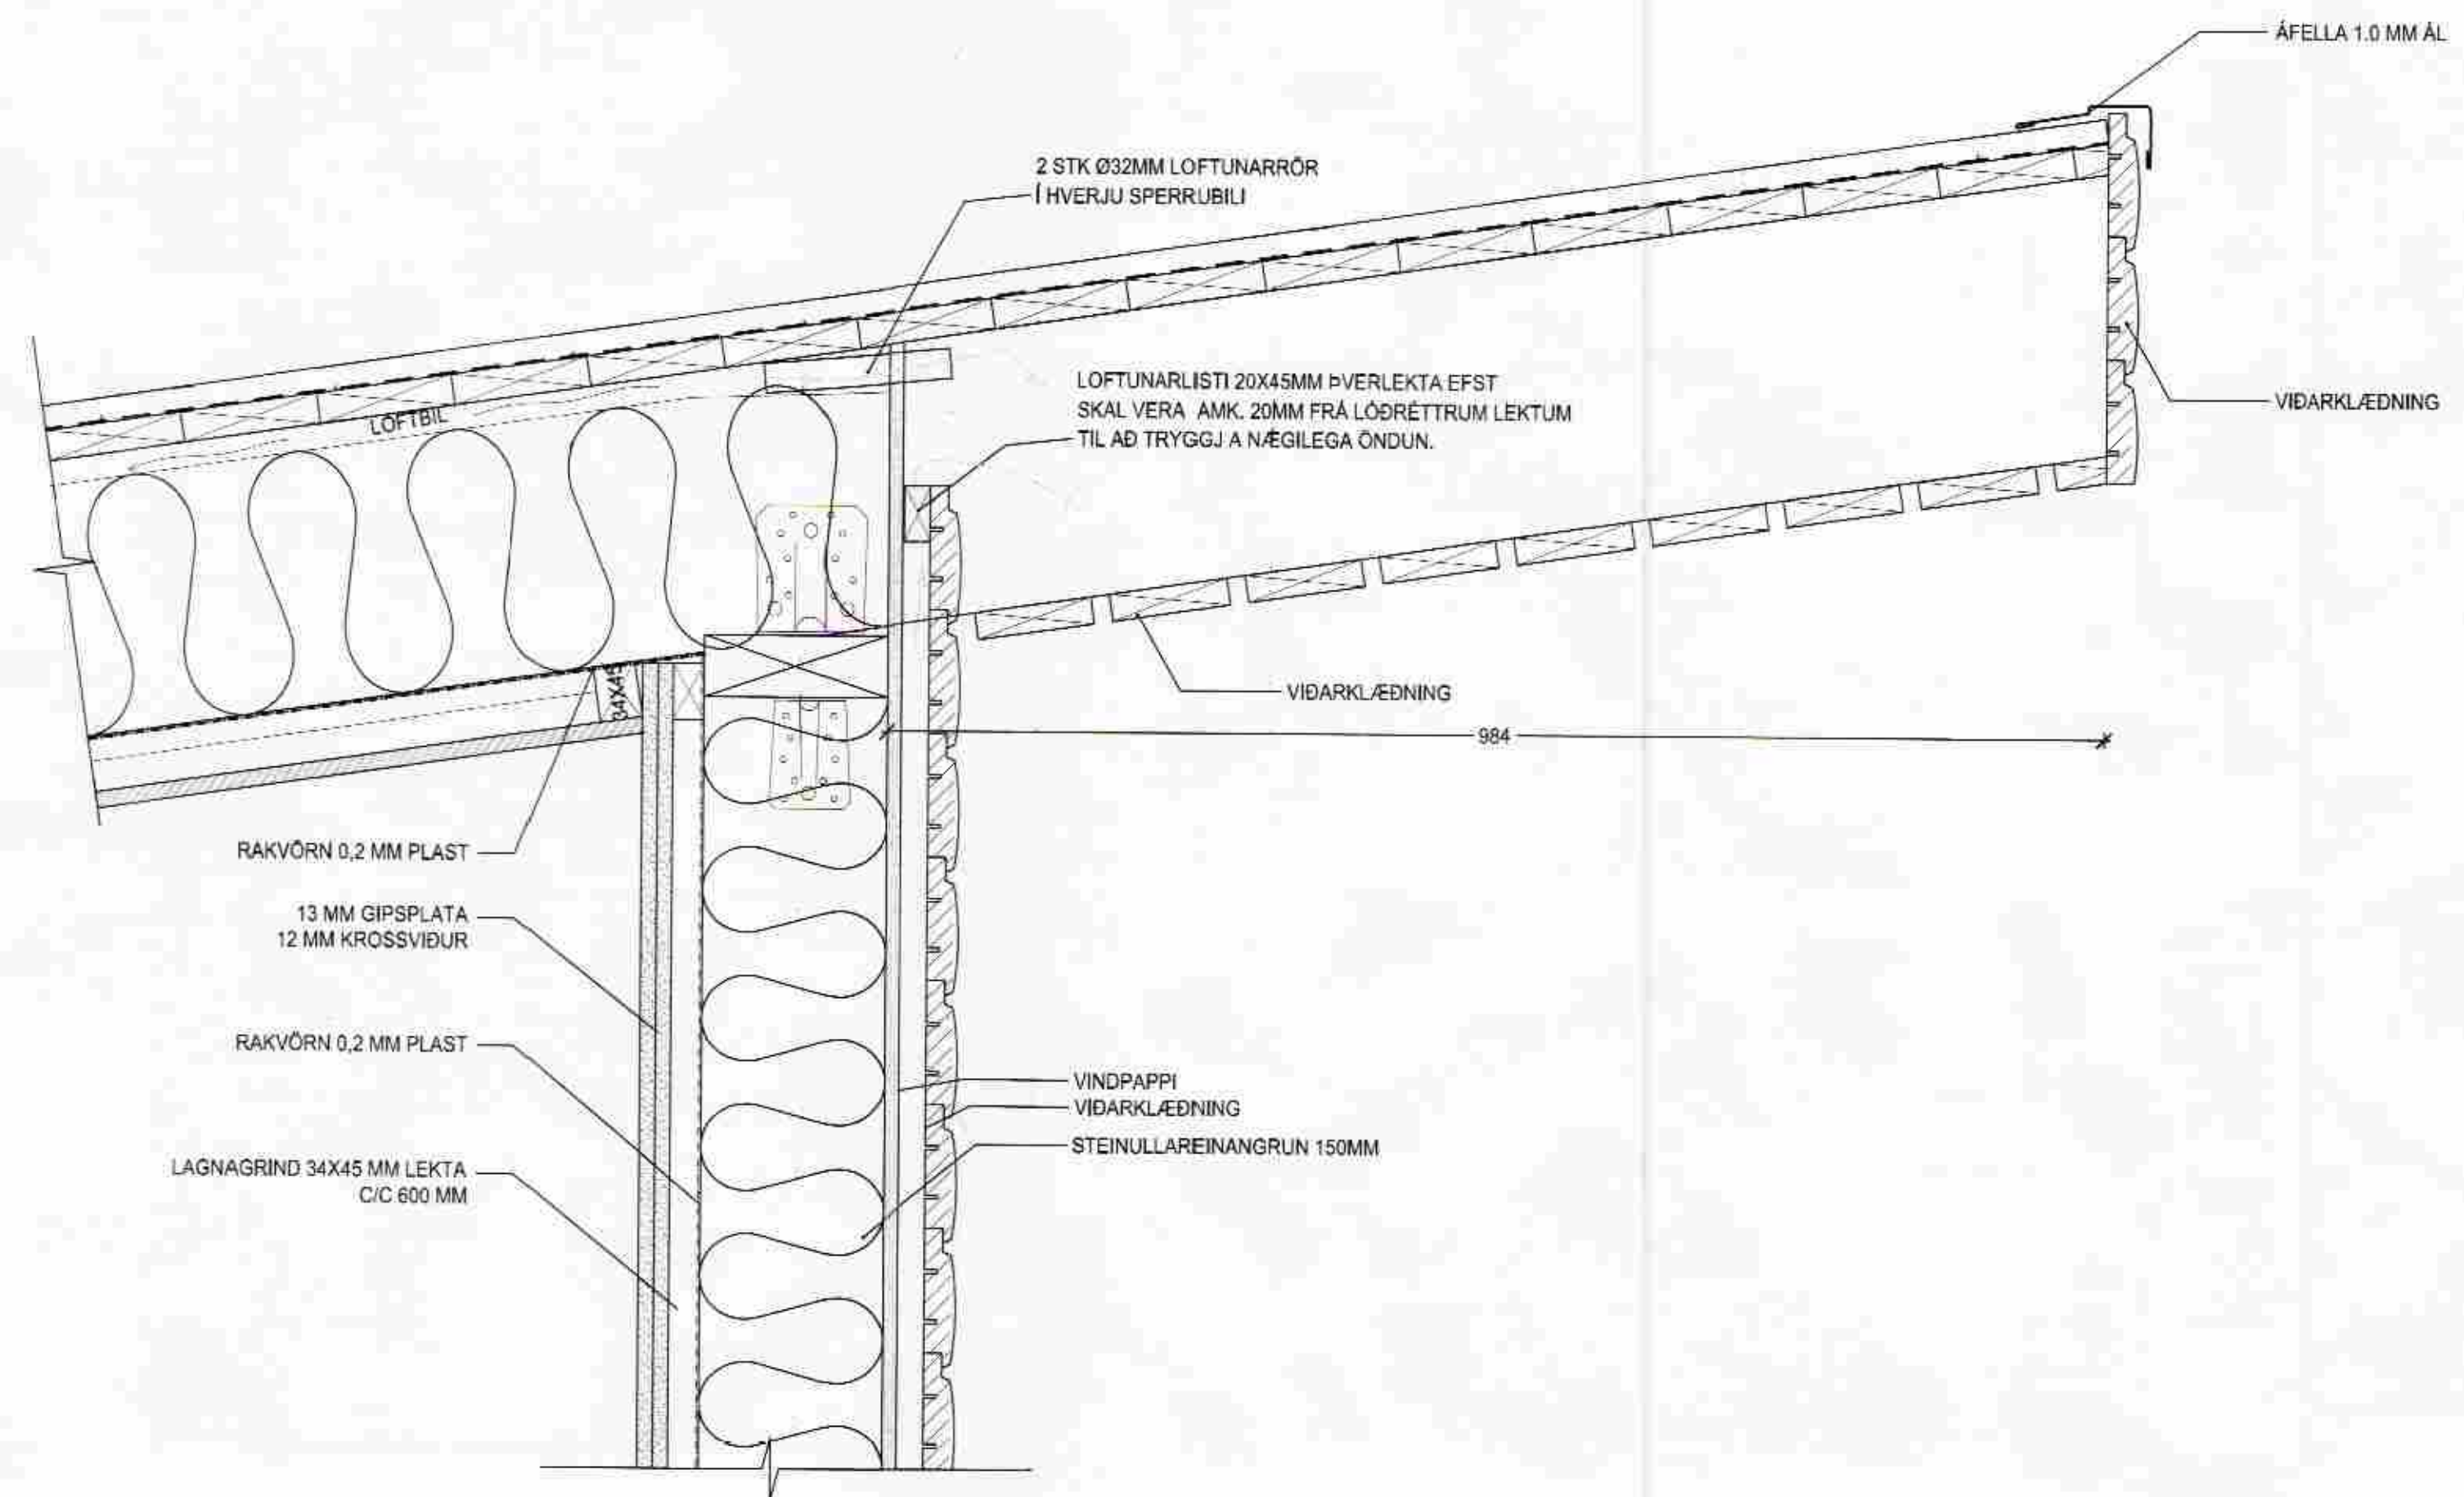 ÁFELLA 1.0 MM ÁL
2 STK Ø32MM LOFTUNARRÖR
Í HVERJU SPERRUBILI
LOFTUNARLISTI 20X45MM ÞVERLEKTA EFST
SKAL VERA AMK. 20MM FRÁ LÓÐRÉTTRUM LEKTUM
TIL AÐ TRYGGJ A NÆGILEGA ÖNDUN.
VIÐARKLÆÐNING
LOFTBIL
34X45
VIÐARKLÆÐNING
984
RAKVÖRN 0,2 MM PLAST
13 MM GIPSPLATA
12 MM KROSSVIÐUR
RAKVÖRN 0,2 MM PLAST
VINDPAPPI
VIÐARKLÆÐNING
STEINULLAREINANGRUN 150MM
LAGNAGRIND 34X45 MM LEKTA
C/C 600 MM